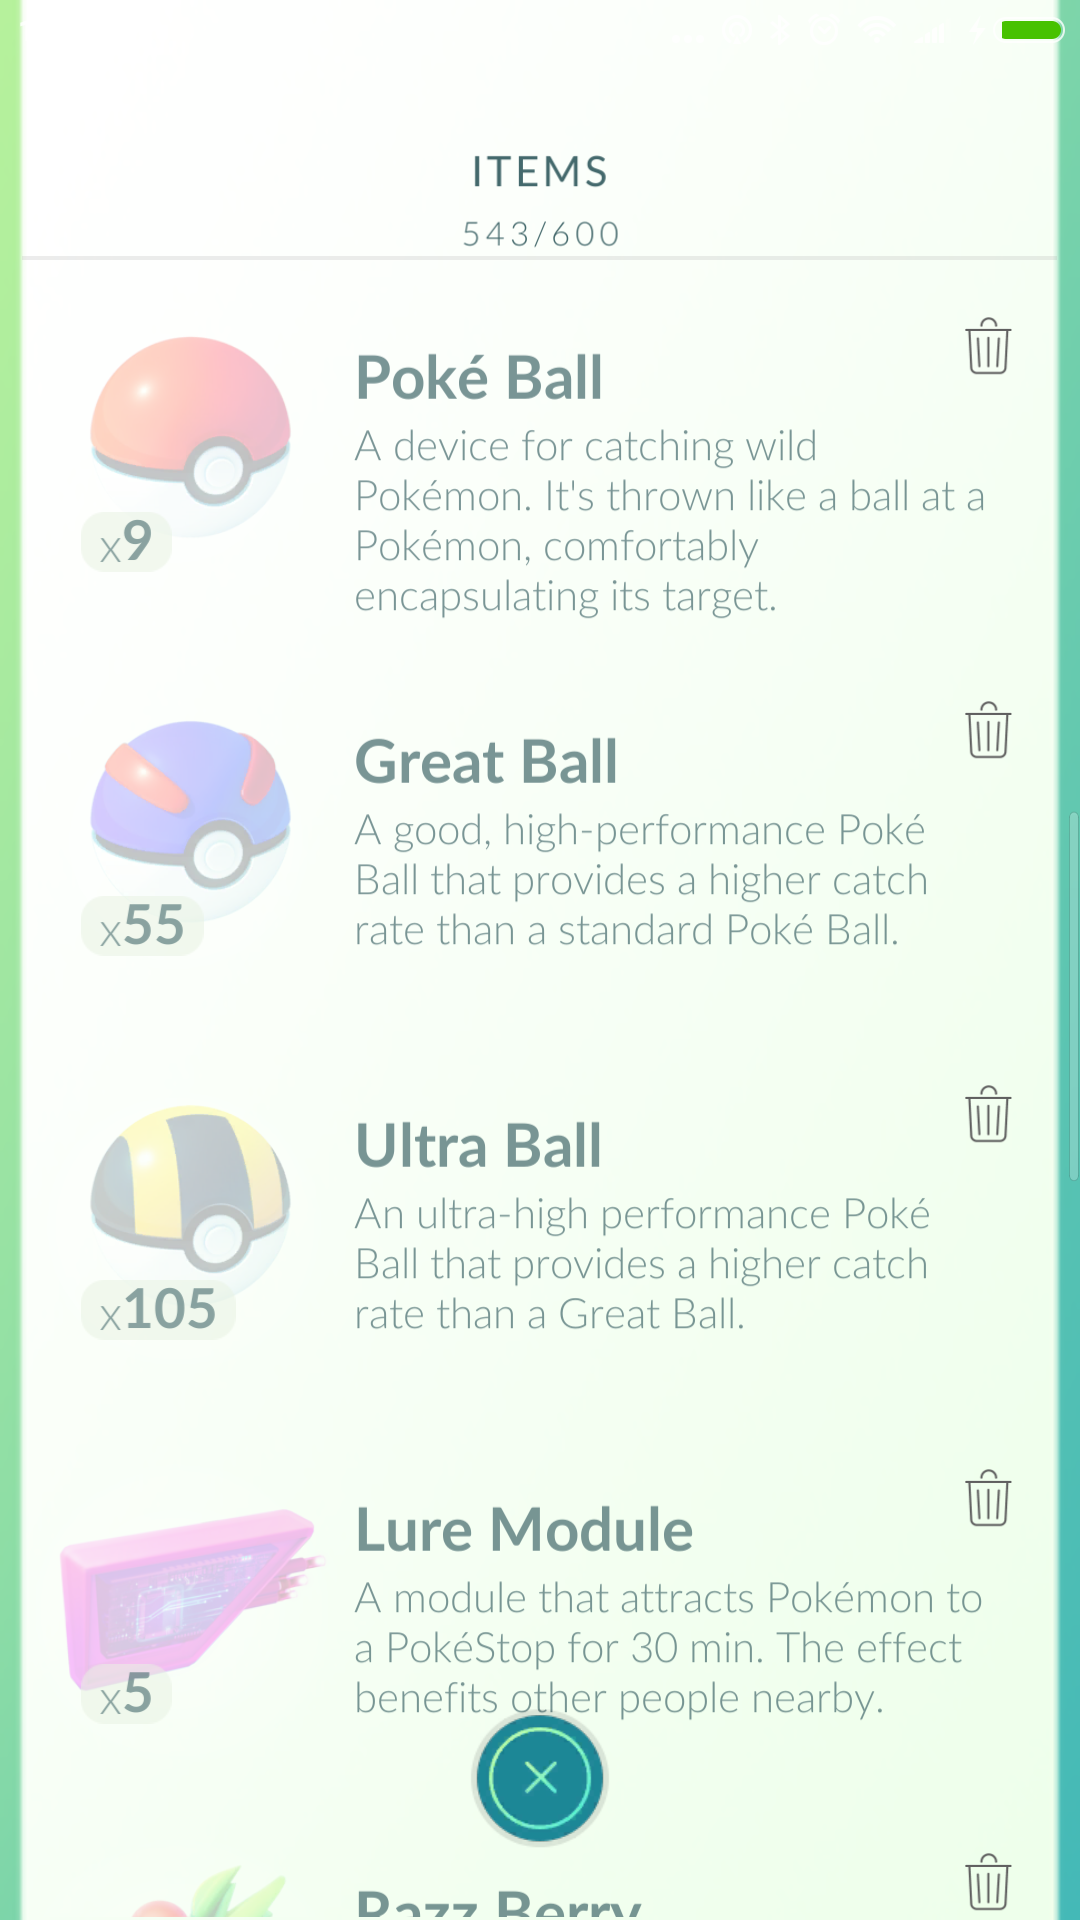 ITEMS
543/600
Poké Ball
A device for catching wild
Pokémon. It's thrown like a ball at a
Pokémon, comfortably
encapsulating its target.
x9
Great Ball
A good, high-performance Poké
Ball that provides a higher catch
rate than a standard Poké Ball.
x55
Ultra Ball
An ultra-high performance Poké
Ball that provides a higher catch
rate than a Great Ball.
x105
Lure Module
A module that attracts Pokémon to
a PokéStop for 30 min. The effect
benefits other people nearby.
x5
Razz Berry